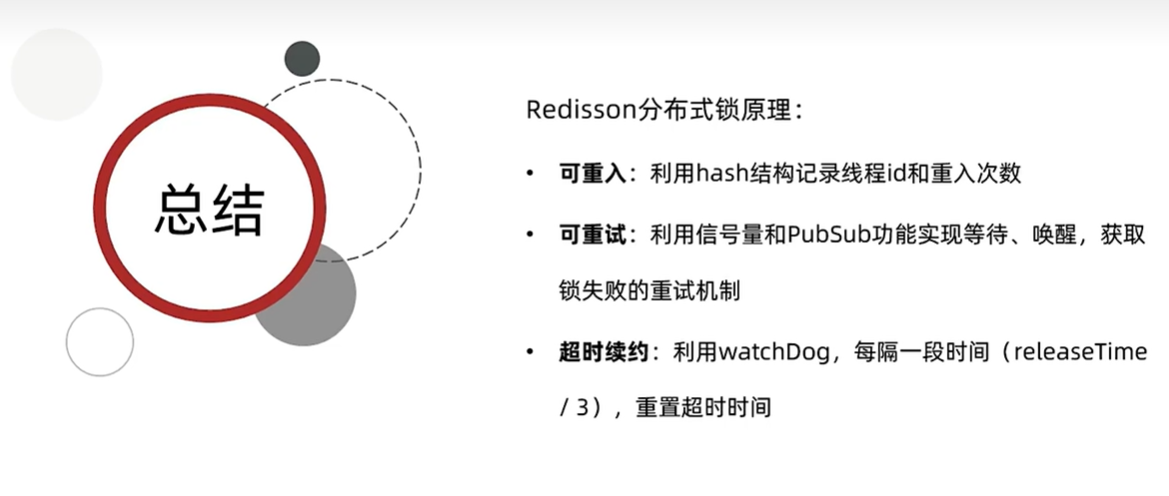 总结
Redisson分布式锁原理：
• 可重入：利用hash结构记录线程id和重入次数
• 可重试：利用信号量和PubSub功能实现等待、唤醒，获取
锁失败的重试机制
• 超时续约：利用watchDog，每隔一段时间（releaseTime
/ 3），重置超时时间